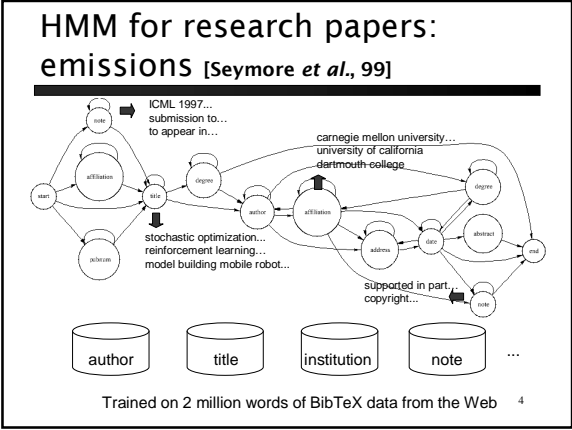 HMM for research papers:
emissions [Seymore et al., 99]
ICML 1997...
submission to...
to appear in...
note
carnegie mellon university...
university of california
dartmouth college
affiliation
degree
degree
start
title
author
affiliation
abstract
date
address
end
pubnum
stochastic optimization...
reinforcement learning...
model building mobile robot...
supported in part...
copyright...
note
author
title
institution
note
...
Trained on 2 million words of BibTeX data from the Web
4